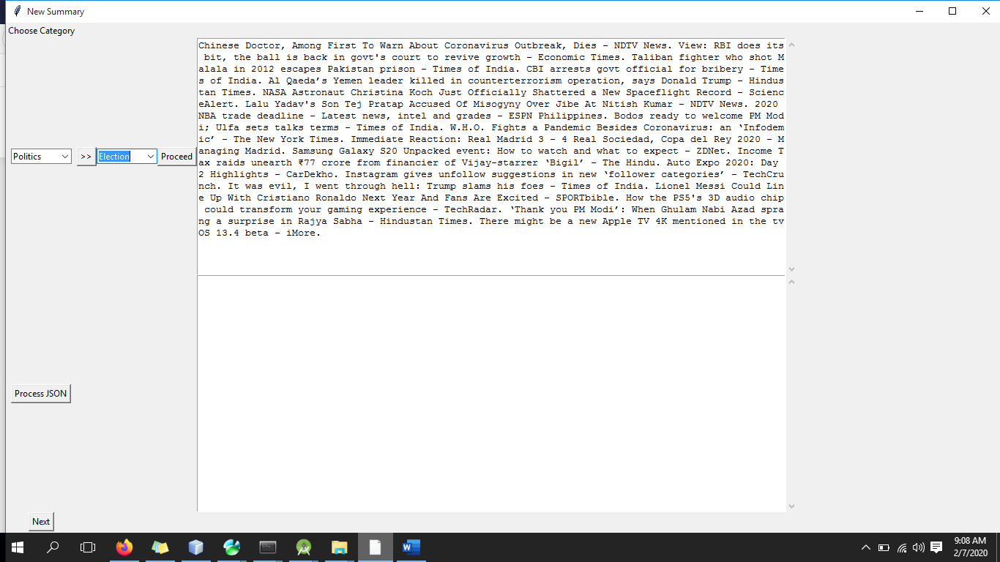 New Summary
Choose Category
Chinese Doctor, Among First To Warn About Coronavirus Outbreak, Dies - NDTV News. View: RBI does its
bit, the ball is back in govt's court to revive growth - Economic Times. Taliban fighter who shot M
alala in 2012 escapes Pakistan prison - Times of India. CBI arrests govt official for bribery - Time
s of India. Al Qaeda’s Yemen leader killed in counterterrorism operation, says Donald Trump - Hindus
tan Times. NASA Astronaut Christina Koch Just Officially Shattered a New Spaceflight Record - Scienc
eAlert. Lalu Yadav's Son Tej Pratap Accused Of Misogyny Over Jibe At Nitish Kumar - NDTV News. 2020
NBA trade deadline - Latest news, intel and grades - ESPN Philippines. Bodos ready to welcome PM Mod
i; Ulfa sets talks terms - Times of India. W.H.O. Fights a Pandemic Besides Coronavirus: an ‘Infodem
ic’ - The New York Times. Immediate Reaction: Real Madrid 3 - 4 Real Sociedad, Copa del Rey 2020 - M
anaging Madrid. Samsung Galaxy S20 Unpacked event: How to watch and what to expect - ZDNet. Income T
ax raids unearth ₹77 crore from financier of Vijay-starrer ‘Bigil’ - The Hindu. Auto Expo 2020: Day
2 Highlights - CarDekho. Instagram gives unfollow suggestions in new ‘follower categories’ - TechCru
nch. It was evil, I went through hell: Trump slams his foes - Times of India. Lionel Messi Could Lin
e Up With Cristiano Ronaldo Next Year And Fans Are Excited - SPORTbible. How the PS5's 3D audio chip
could transform your gaming experience - TechRadar. ‘Thank you PM Modi’: When Ghulam Nabi Azad spra
ng a surprise in Rajya Sabha - Hindustan Times. There might be a new Apple TV 4K mentioned in the tv
OS 13.4 beta - iMore.
Politics >> Election Proceed
Process JSON
Next
9:08 AM
2/7/2020